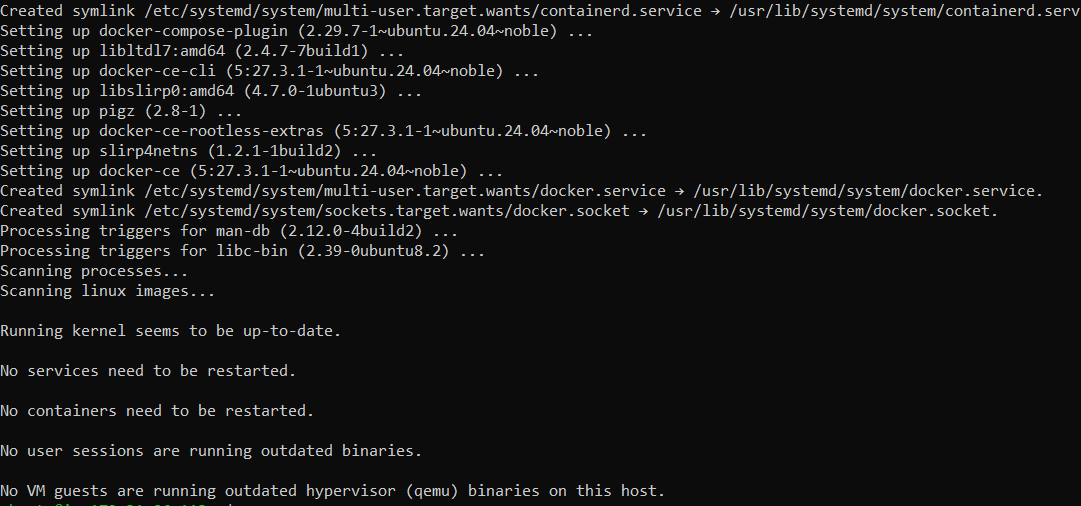 Created symlink /etc/systemd/system/multi-user.target.wants/containerd.service → /usr/lib/systemd/system/containerd.serv
Setting up docker-compose-plugin (2.29.7-1~ubuntu.24.04~noble) ...
Setting up libltdl7:amd64 (2.4.7-7build1) ...
Setting up docker-ce-cli (5:27.3.1-1~ubuntu.24.04~noble) ...
Setting up libslirp0:amd64 (4.7.0-1ubuntu3) ...
Setting up pigz (2.8-1) ...
Setting up docker-ce-rootless-extras (5:27.3.1-1~ubuntu.24.04~noble) ...
Setting up slirp4netns (1.2.1-1build2) ...
Setting up docker-ce (5:27.3.1-1~ubuntu.24.04~noble) ...
Created symlink /etc/systemd/system/multi-user.target.wants/docker.service → /usr/lib/systemd/system/docker.service.
Created symlink /etc/systemd/system/sockets.target.wants/docker.socket → /usr/lib/systemd/system/docker.socket.
Processing triggers for man-db (2.12.0-4build2) ...
Processing triggers for libc-bin (2.39-0ubuntu8.2) ...
Scanning processes...
Scanning linux images...
Running kernel seems to be up-to-date.
No services need to be restarted.
No containers need to be restarted.
No user sessions are running outdated binaries.
No VM guests are running outdated hypervisor (qemu) binaries on this host.